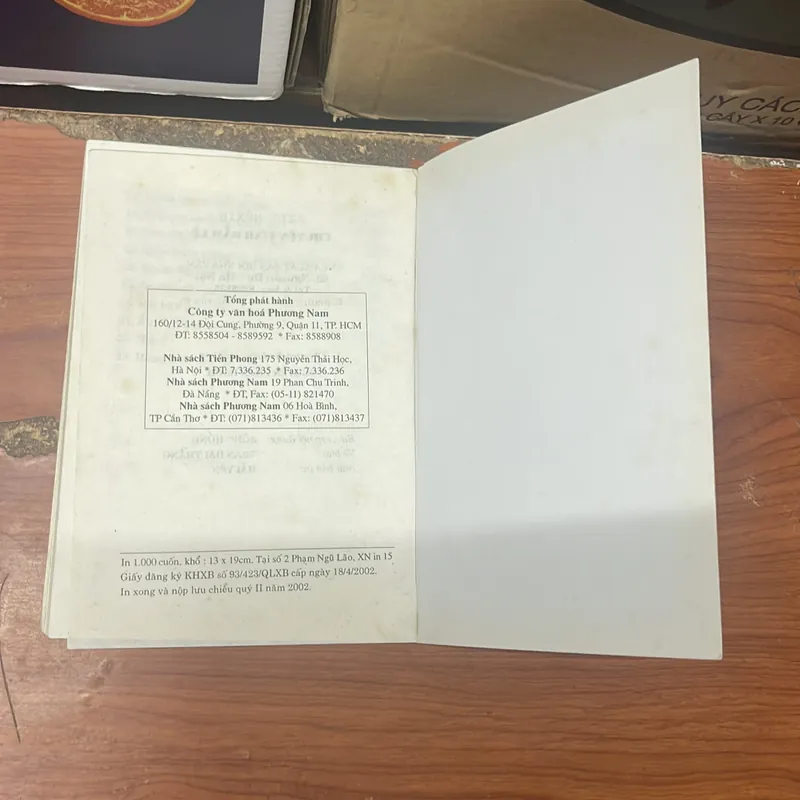 UY CÁC
CÂY X 10
Tổng phát hành
Công ty văn hoá Phương Nam
160/12-14 Đội Cung, Phường 9, Quận 11, TP. HCM
ĐT: 8558504 - 8589592 * Fax: 8588908
Nhà sách Tiền Phong 175 Nguyễn Thái Học,
Hà Nội * ĐT: 7.336.235 * Fax: 7.336.236
Nhà sách Phương Nam 19 Phan Chu Trinh,
Đà Nẵng * ĐT, Fax: (05-11) 821470
Nhà sách Phương Nam 06 Hoà Bình,
TP Cần Thơ * ĐT: (071)813436 * Fax: (071)813437
In 1.000 cuốn, khổ : 13 x 19cm. Tại số 2 Phạm Ngũ Lão, XN in 15
Giấy đăng ký KHXB số 93/423/QLXB cấp ngày 18/4/2002.
In xong và nộp lưu chiểu quý II năm 2002.